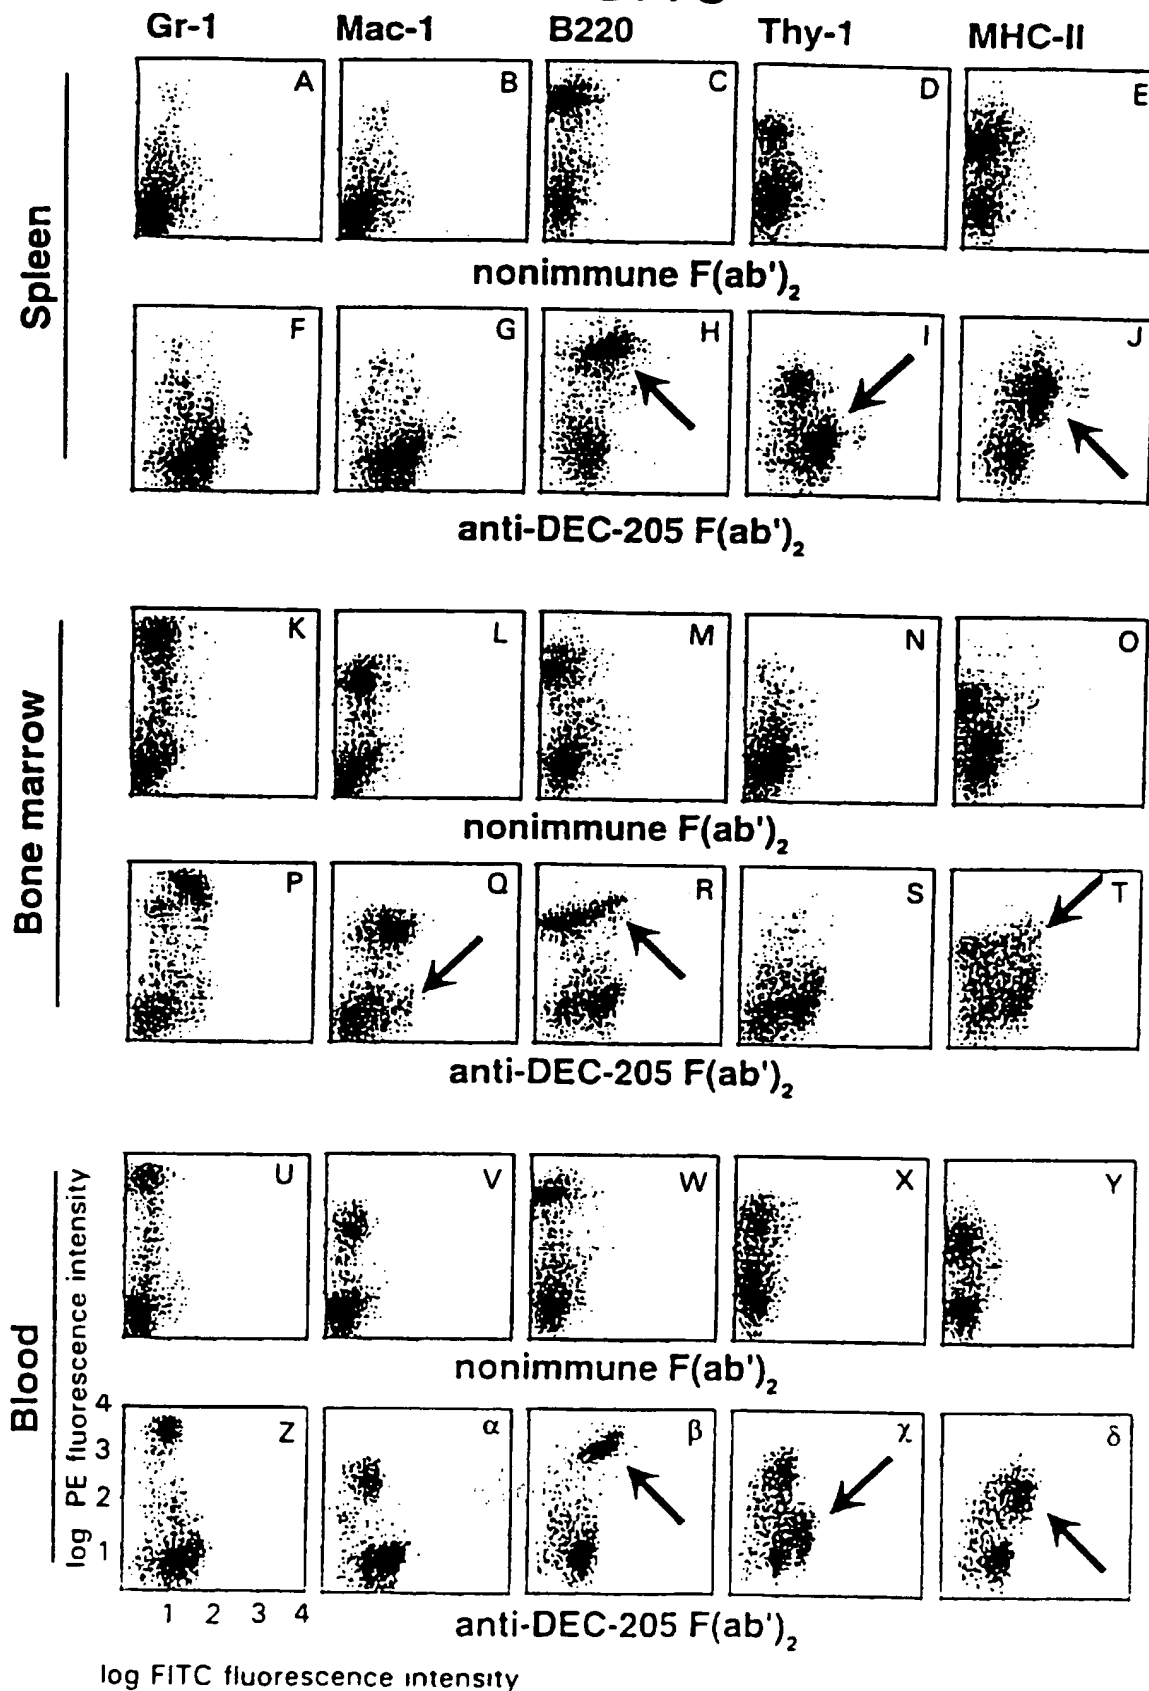 Gr-1 Mac-1 B220 Thy-1 MHC-II
A B C D E
Spleen
nonimmune F(ab')₂
F G H I J
anti-DEC-205 F(ab')₂
K L M N O
Bone marrow
nonimmune F(ab')₂
P Q R S T
anti-DEC-205 F(ab')₂
U V W X Y
Blood
nonimmune F(ab')₂
log PE fluorescence intensity
4
3
2
1
Z α β χ δ
1 2 3 4
anti-DEC-205 F(ab')₂
log FITC fluorescence intensity